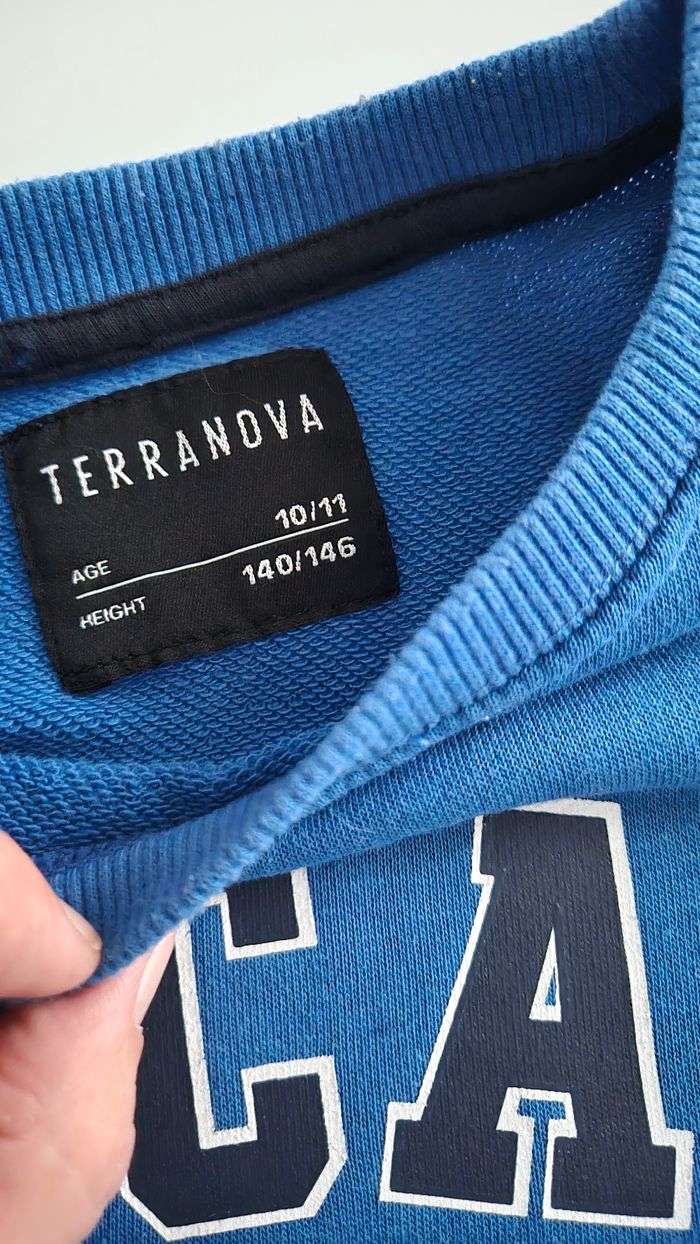 TERRANOVA
AGE 10/11
HEIGHT 140/146
CA